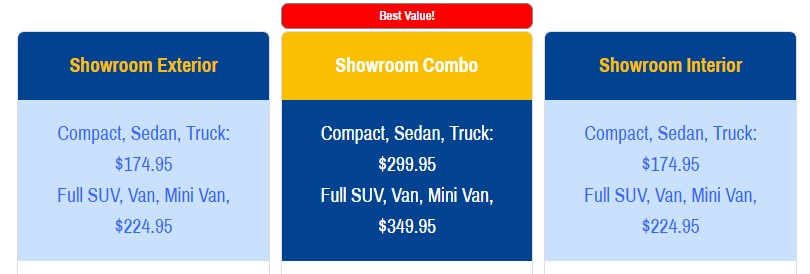 Best Value!
Showroom Exterior
Compact, Sedan, Truck:
$174.95
Full SUV, Van, Mini Van,
$224.95
Showroom Combo
Compact, Sedan, Truck:
$299.95
Full SUV, Van, Mini Van,
$349.95
Showroom Interior
Compact, Sedan, Truck:
$174.95
Full SUV, Van, Mini Van,
$224.95